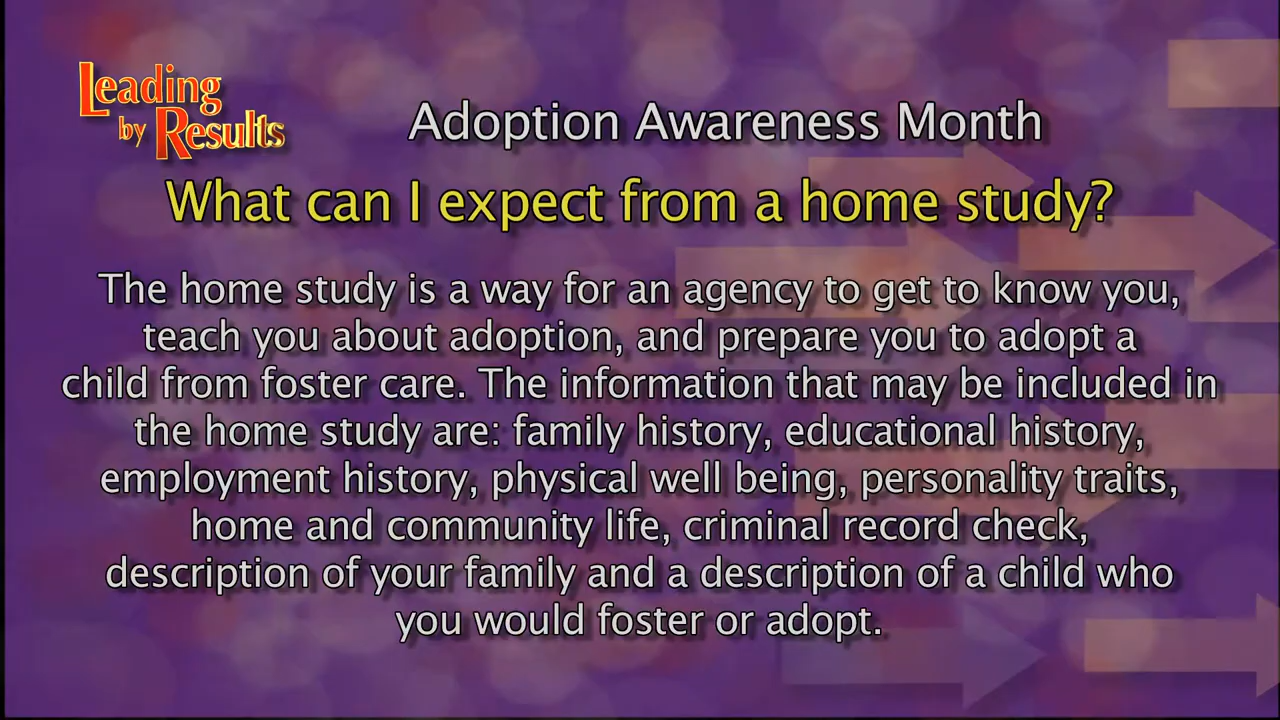 Leading
by Results
Adoption Awareness Month
What can I expect from a home study?
The home study is a way for an agency to get to know you,
teach you about adoption, and prepare you to adopt a
child from foster care. The information that may be included in
the home study are: family history, educational history,
employment history, physical well being, personality traits,
home and community life, criminal record check,
description of your family and a description of a child who
you would foster or adopt.